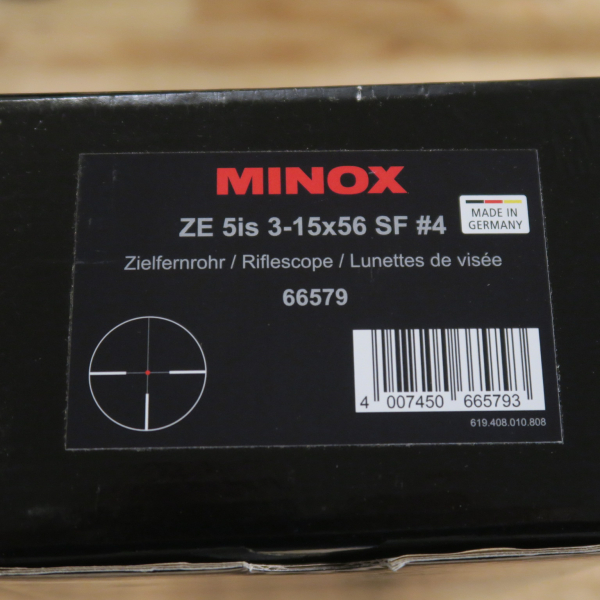 MINOX
ZE 5is 3-15x56 SF #4
MADE IN
GERMANY
Zielfernrohr / Riflescope / Lunettes de visée
66579
4 007450 665793
619.408.010.808